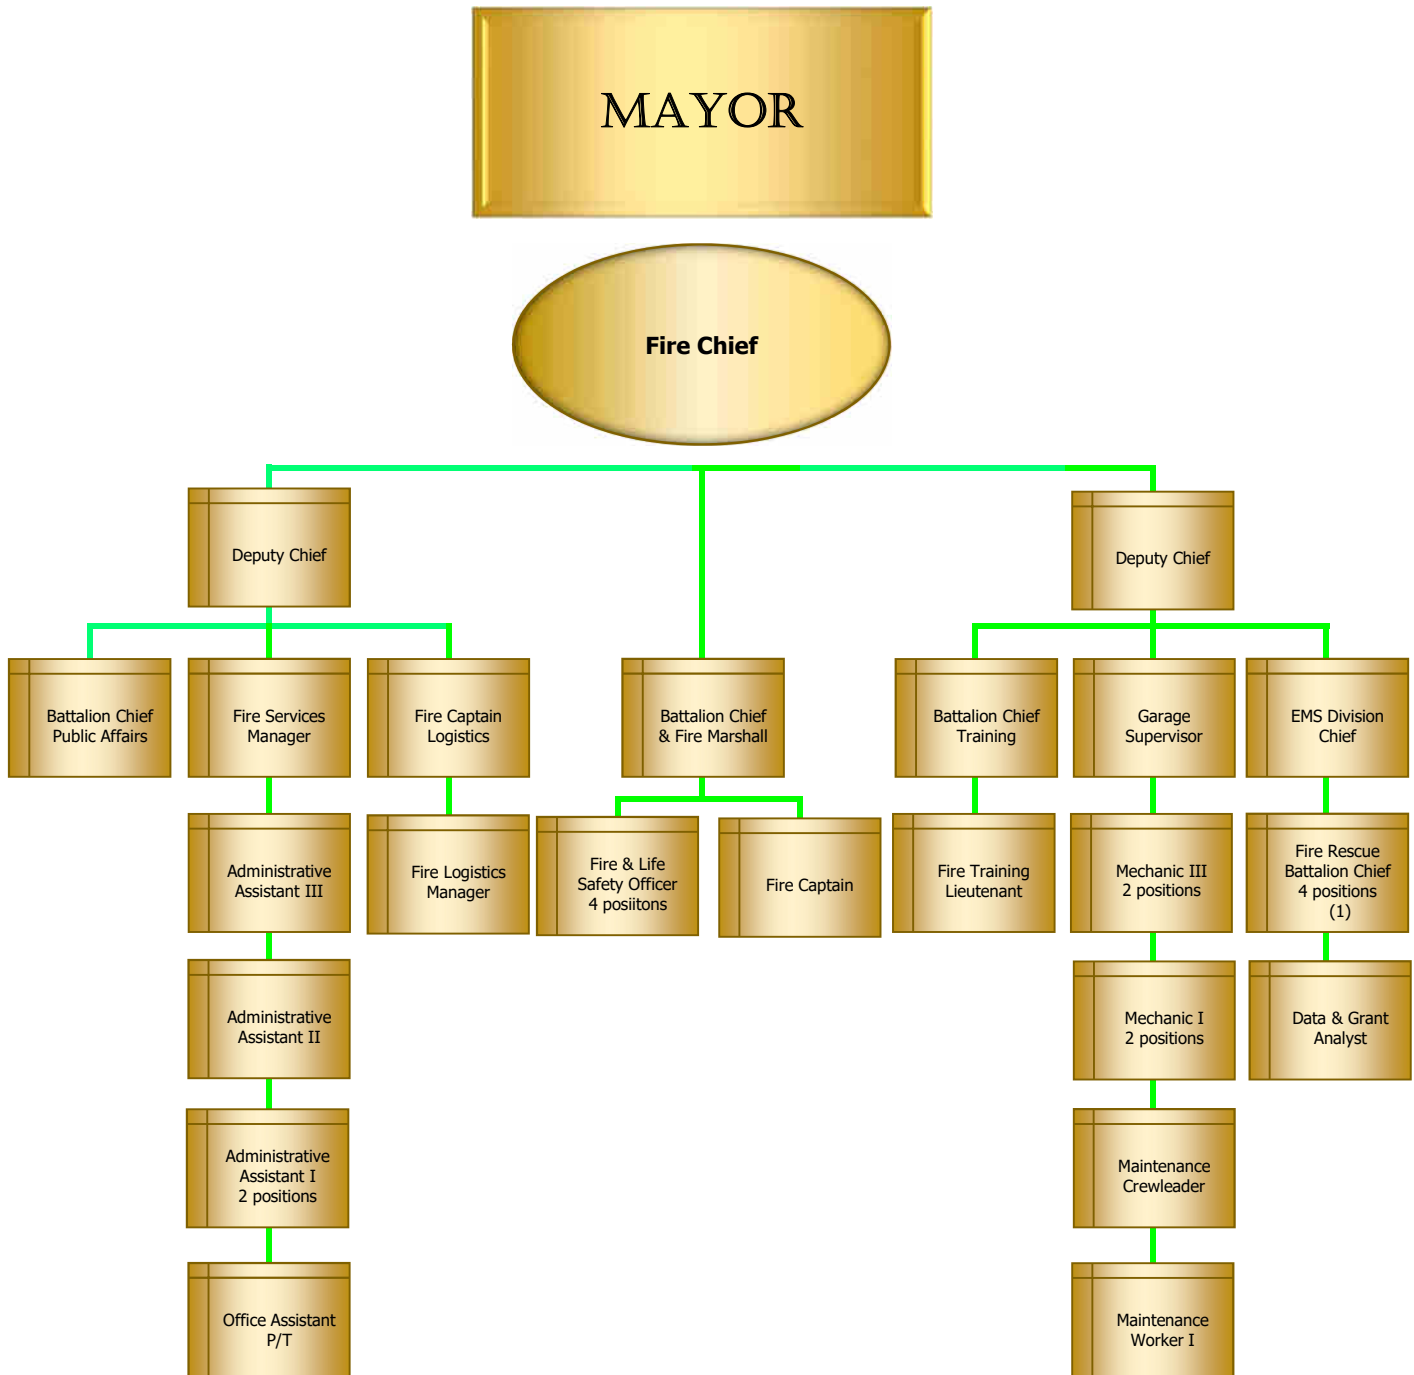 MAYOR
Fire Chief
Deputy Chief
Deputy Chief
Battalion Chief
Public Affairs
Fire Services
Manager
Fire Captain
Logistics
Battalion Chief
& Fire Marshall
Battalion Chief
Training
Garage
Supervisor
EMS Division
Chief
Administrative
Assistant III
Fire Logistics
Manager
Fire & Life
Safety Officer
4 posiitons
Fire Captain
Fire Training
Lieutenant
Mechanic III
2 positions
Fire Rescue
Battalion Chief
4 positions
(1)
Administrative
Assistant II
Mechanic I
2 positions
Data & Grant
Analyst
Administrative
Assistant I
2 positions
Maintenance
Crewleader
Office Assistant
P/T
Maintenance
Worker I